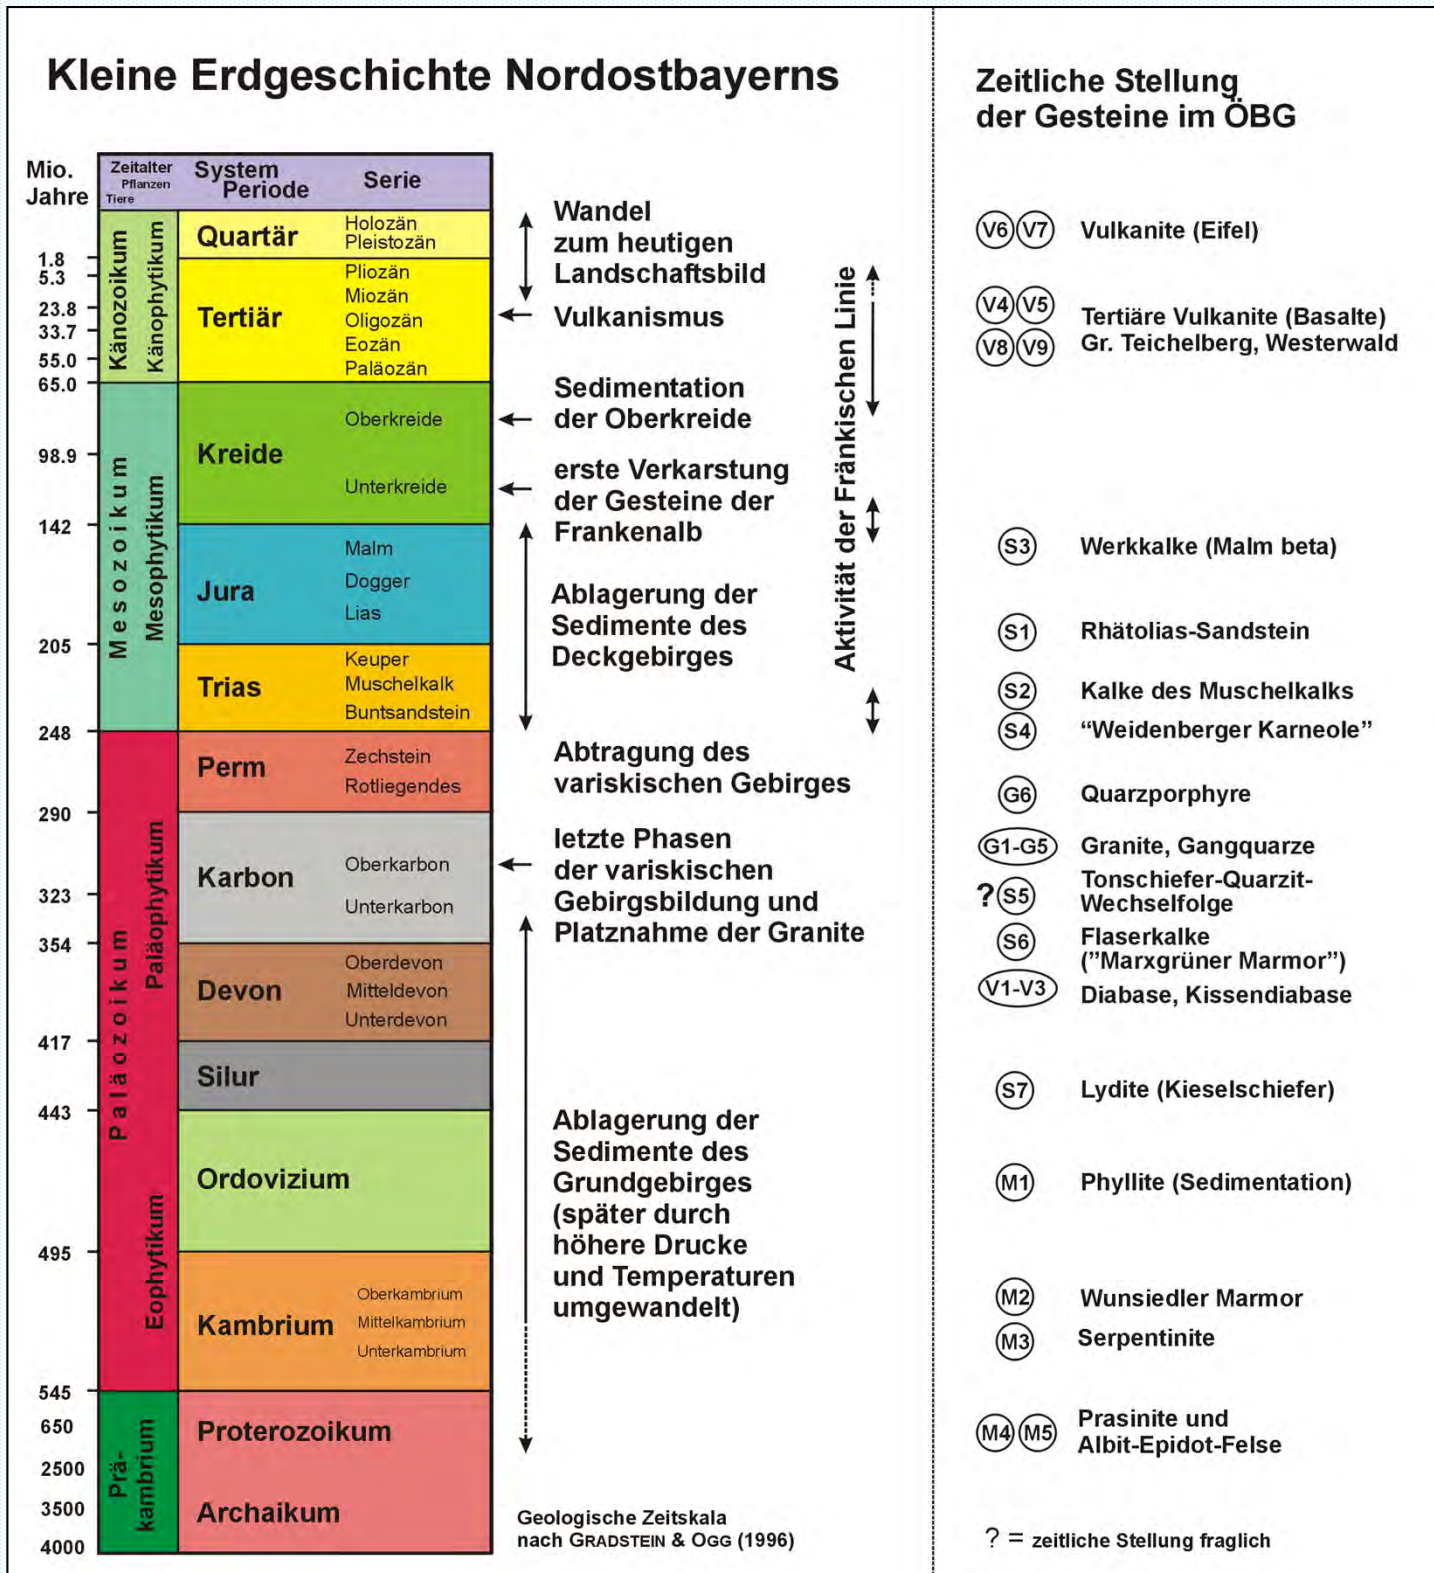 Kleine Erdgeschichte Nordostbayerns
Zeitliche Stellung
der Gesteine im ÖBG
Mio.
Jahre
Zeitalter
Pflanzen
Tiere
System
Periode
Serie
1.8
5.3
23.8
33.7
55.0
65.0
98.9
142
205
248
290
323
354
417
443
495
545
650
2500
3500
4000
Känozoikum
Känophytikum
Mesozoikum
Mesophytikum
Paläozoikum
Paläophytikum
Eophytikum
Prä-
kambrium
Quartär
Holozän
Pleistozän
Tertiär
Pliozän
Miozän
Oligozän
Eozän
Paläozän
Kreide
Oberkreide
Unterkreide
Jura
Malm
Dogger
Lias
Trias
Keuper
Muschelkalk
Buntsandstein
Perm
Zechstein
Rotliegendes
Karbon
Oberkarbon
Unterkarbon
Devon
Oberdevon
Mitteldevon
Unterdevon
Silur
Ordovizium
Kambrium
Oberkambrium
Mittelkambrium
Unterkambrium
Proterozoikum
Archaikum
Wandel
zum heutigen
Landschaftsbild
Vulkanismus
Sedimentation
der Oberkreide
erste Verkarstung
der Gesteine der
Frankenalb
Ablagerung der
Sedimente des
Deckgebirges
Abtragung des
variskischen Gebirges
letzte Phasen
der variskischen
Gebirgsbildung und
Platznahme der Granite
Ablagerung der
Sedimente des
Grundgebirges
(später durch
höhere Drucke
und Temperaturen
umgewandelt)
Geologische Zeitskala
nach GRADSTEIN & OGG (1996)
Aktivität der Fränkischen Linie
V6 V7 Vulkanite (Eifel)
V4 V5
V8 V9
Tertiäre Vulkanite (Basalte)
Gr. Teichelberg, Westerwald
S3 Werkkalke (Malm beta)
S1 Rhätolias-Sandstein
S2 Kalke des Muschelkalks
S4 “Weidenberger Karneole”
G6 Quarzporphyre
G1-G5 Granite, Gangquarze
? S5 Tonschiefer-Quarzit-
Wechselfolge
S6 Flaserkalke
(”Marxgrüner Marmor”)
V1-V3 Diabase, Kissendiabase
S7 Lydite (Kieselschiefer)
M1 Phyllite (Sedimentation)
M2 Wunsiedler Marmor
M3 Serpentinite
M4 M5 Prasinite und
Albit-Epidot-Felse
? = zeitliche Stellung fraglich